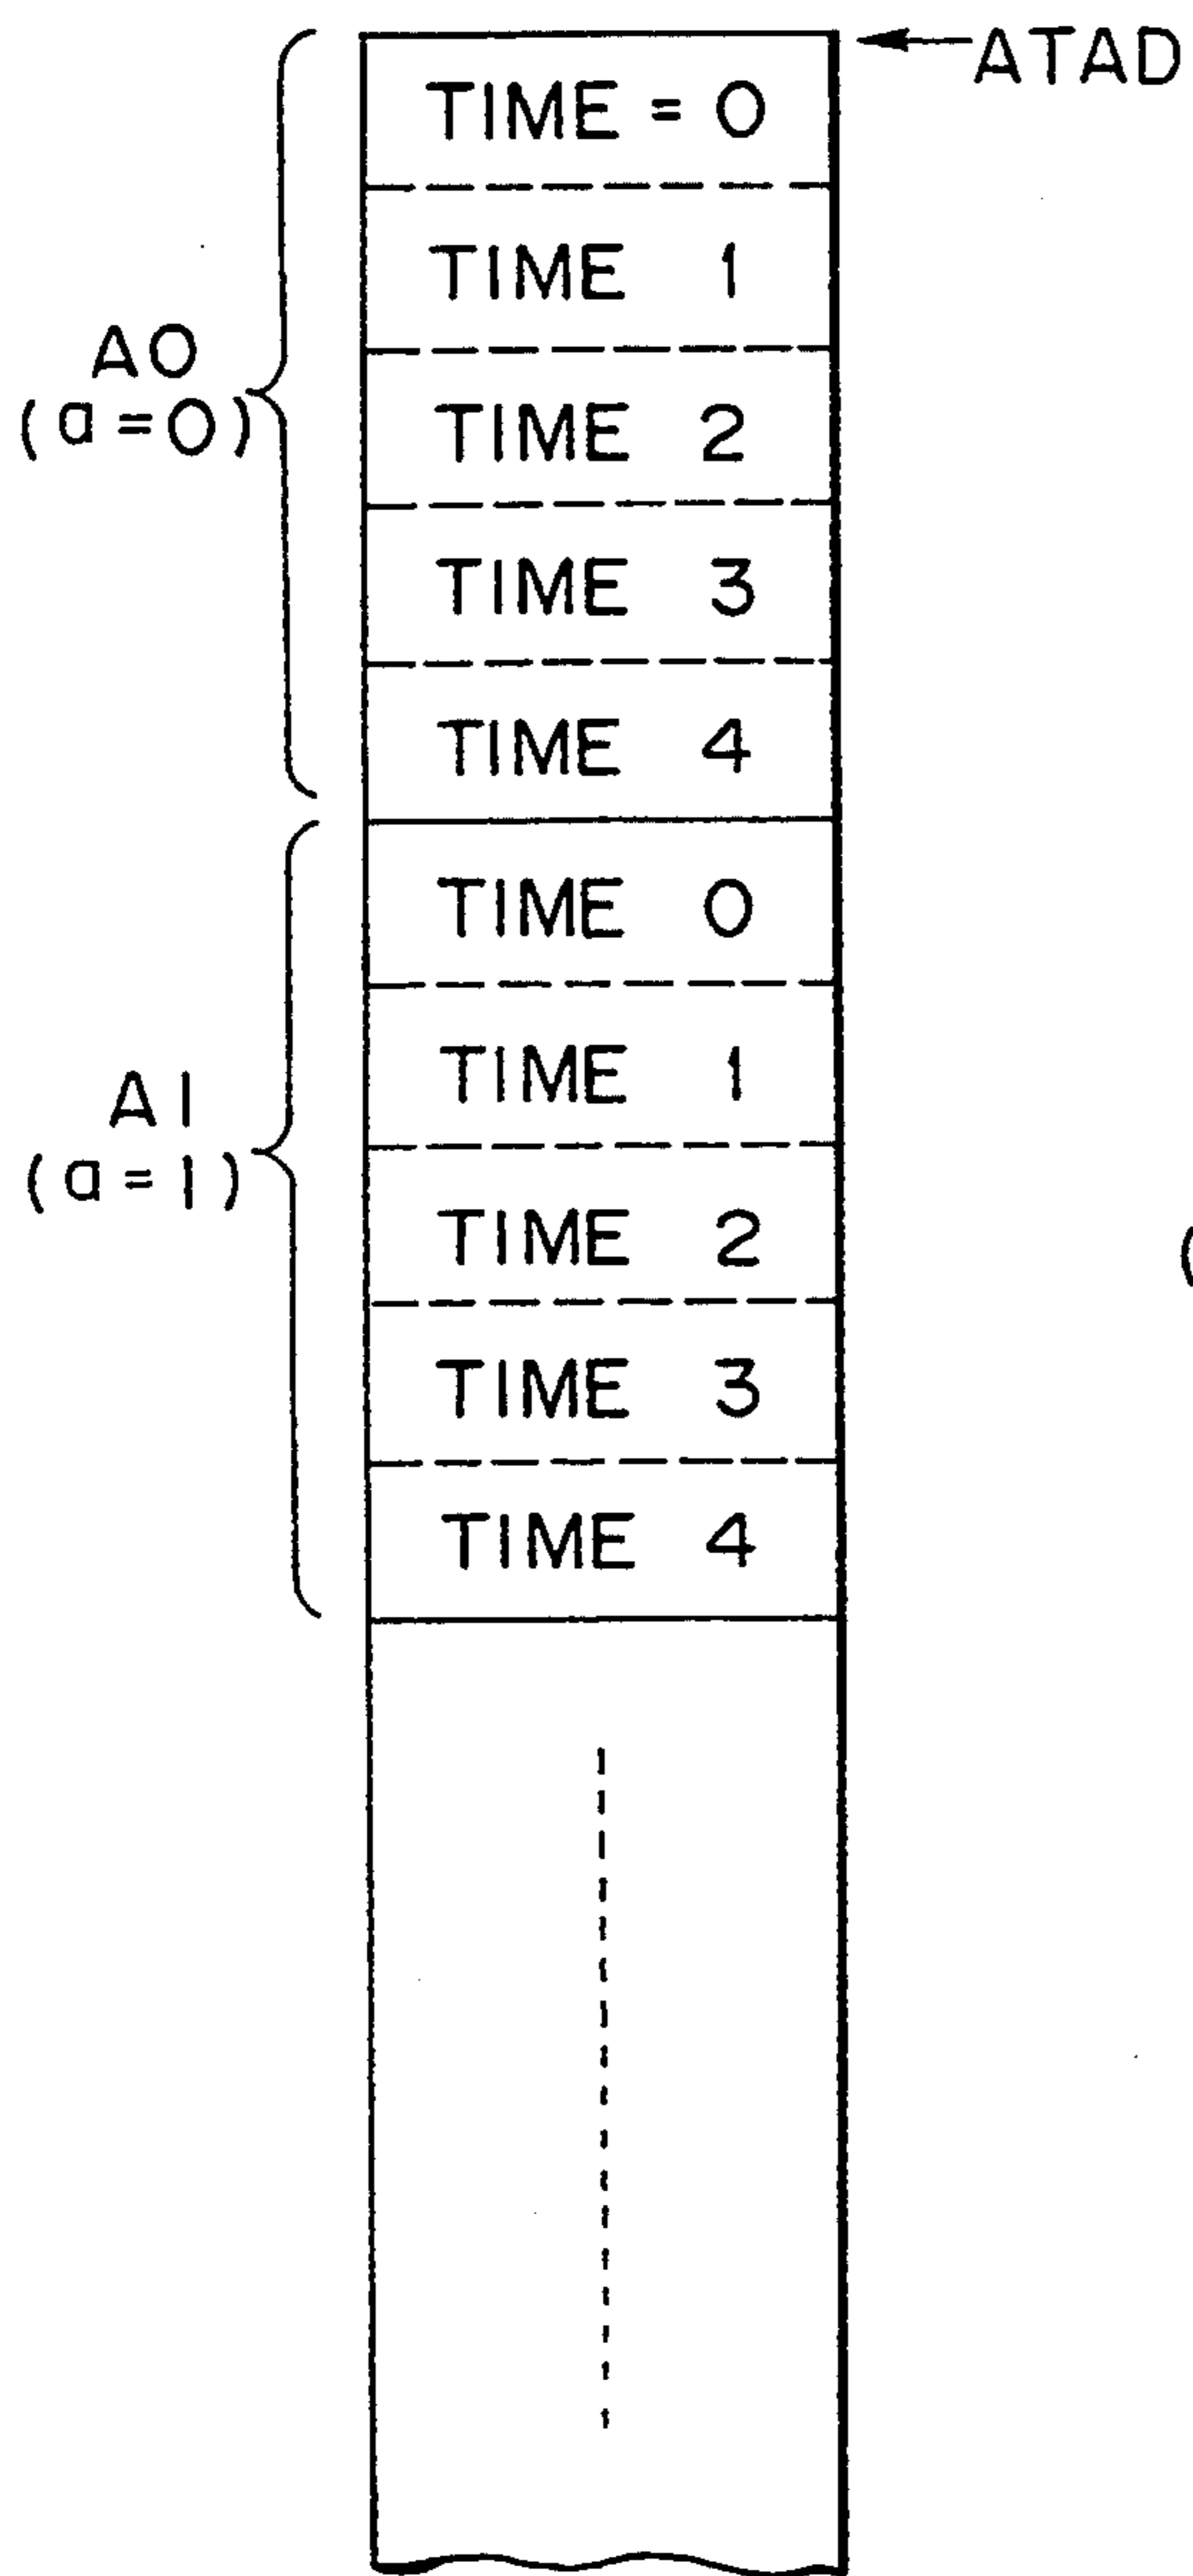 ATAD
TIME = 0
TIME 1
A0
(a=0)
TIME 2
TIME 3
TIME 4
TIME 0
TIME 1
A1
(a=1)
TIME 2
(
TIME 3
TIME 4